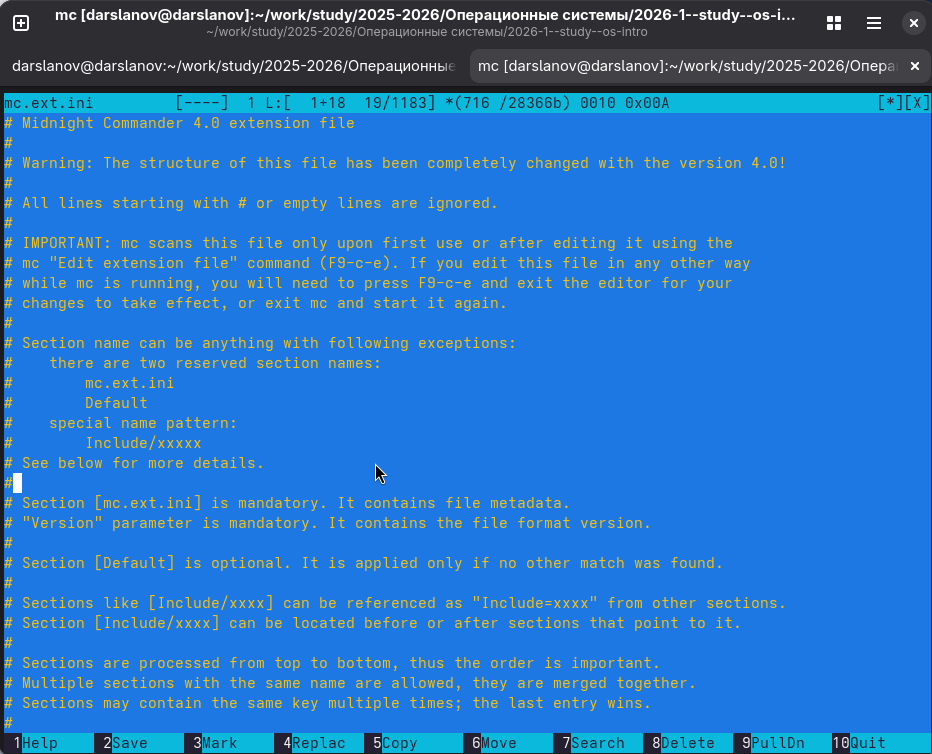 mc [darslanov@darslanov]:~/work/study/2025-2026/Операционные системы/2026-1--study--os-i...
~/work/study/2025-2026/Операционные системы/2026-1--study--os-intro
darslanov@darslanov:~/work/study/2025-2026/Операционные
mc [darslanov@darslanov]:~/work/study/2025-2026/Опера
mc.ext.ini [----] 1 L:[ 1+18 19/1183] *(716 /28366b) 0010 0x00A [*][X]
# Midnight Commander 4.0 extension file
#
# Warning: The structure of this file has been completely changed with the version 4.0!
#
# All lines starting with # or empty lines are ignored.
#
# IMPORTANT: mc scans this file only upon first use or after editing it using the
# mc "Edit extension file" command (F9-c-e). If you edit this file in any other way
# while mc is running, you will need to press F9-c-e and exit the editor for your
# changes to take effect, or exit mc and start it again.
#
# Section name can be anything with following exceptions:
#    there are two reserved section names:
#        mc.ext.ini
#        Default
#    special name pattern:
#        Include/xxxxx
# See below for more details.
#
# Section [mc.ext.ini] is mandatory. It contains file metadata.
# "Version" parameter is mandatory. It contains the file format version.
#
# Section [Default] is optional. It is applied only if no other match was found.
#
# Sections like [Include/xxxx] can be referenced as "Include=xxxx" from other sections.
# Section [Include/xxxx] can be located before or after sections that point to it.
#
# Sections are processed from top to bottom, thus the order is important.
# Multiple sections with the same name are allowed, they are merged together.
# Sections may contain the same key multiple times; the last entry wins.
#
1Help 2Save 3Mark 4Replac 5Copy 6Move 7Search 8Delete 9PullDn 10Quit